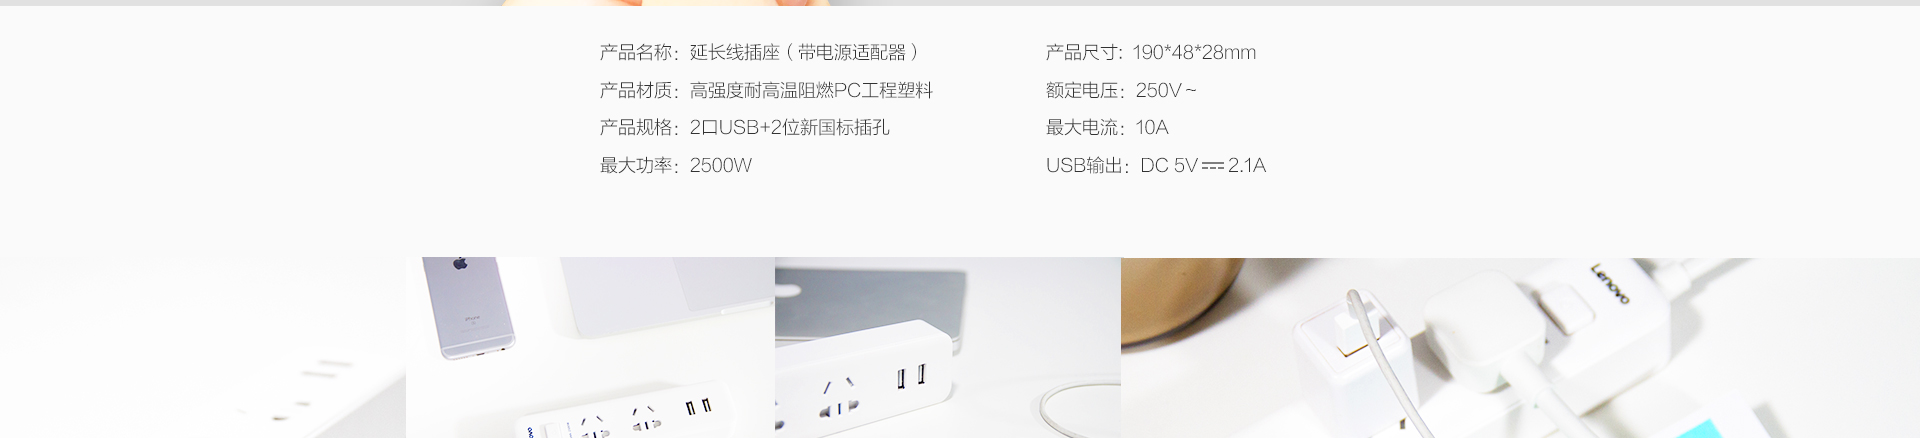 产品名称：延长线插座（带电源适配器）
产品材质：高强度耐高温阻燃PC工程塑料
产品规格：2口USB+2位新国标插孔
最大功率：2500W
产品尺寸: 190*48*28mm
额定电压：250V~
最大电流：10A
USB输出：DC 5V⎓2.1A
iPhone
Lenovo